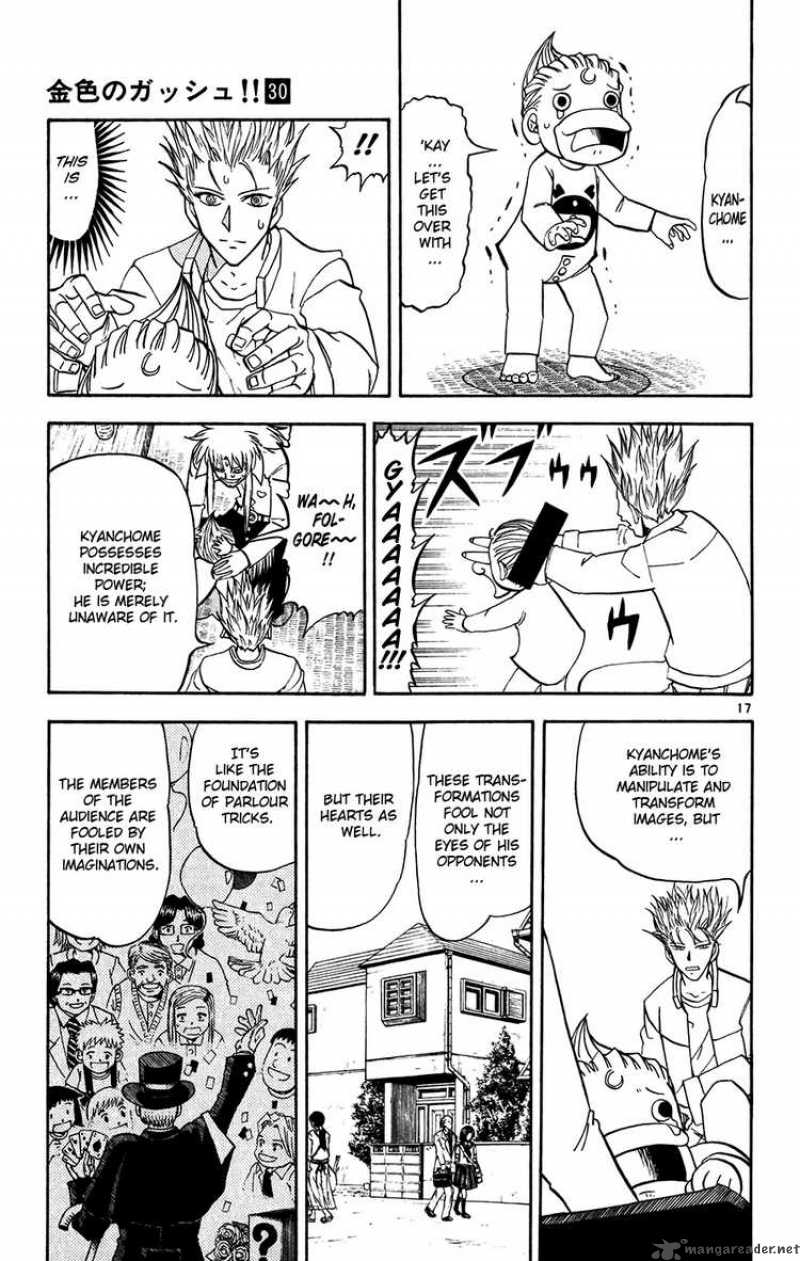 金色のガッシュ!! 30
KYAN-
CHOME
...
'KAY
...
LET'S
GET
THIS
OVER
WITH...
!!
THIS
IS
...
ズヌ
ヴヴ
!!
GYAAAAAAAA!!!
WA~~H,
FOL-
GORE~~
!!
KYANCHOME
POSSESSES
INCREDIBLE
POWER;
HE IS MERELY
UNAWARE OF IT.
17
KYANCHOME'S
ABILITY IS TO
MANIPULATE AND
TRANSFORM
IMAGES, BUT
...
THESE TRANS-
FORMATIONS
FOOL NOT
ONLY THE
EYES OF HIS
OPPONENTS
...
BUT THEIR
HEARTS AS
WELL.
IT'S
LIKE THE
FOUNDATION
OF PARLOUR
TRICKS.
THE MEMBERS
OF THE
AUDIENCE ARE
FOOLED BY
THEIR OWN
IMAGINATIONS.
?
mangareader.net